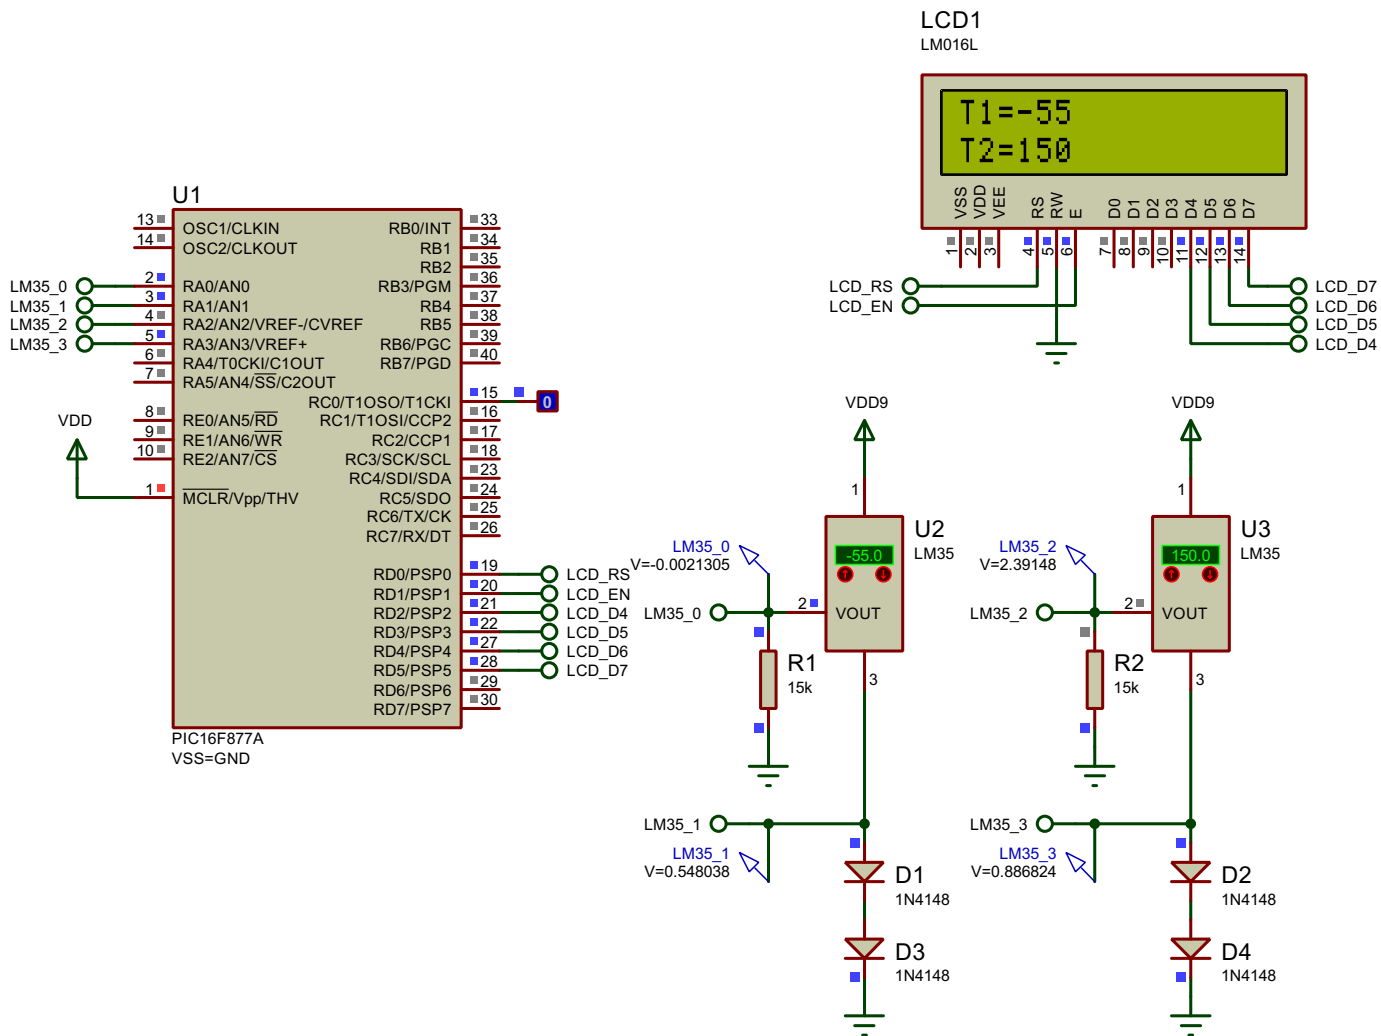 LCD1
LM016L
T1=-55
T2=150
VSS VDD VEE RS RW E D0 D1 D2 D3 D4 D5 D6 D7
1 2 3 4 5 6 7 8 9 10 11 12 13 14
LCD_RS
LCD_EN
LCD_D7
LCD_D6
LCD_D5
LCD_D4
U1
13 OSC1/CLKIN
14 OSC2/CLKOUT
LM35_0 2 RA0/AN0
LM35_1 3 RA1/AN1
LM35_2 4 RA2/AN2/VREF-/CVREF
LM35_3 5 RA3/AN3/VREF+
6 RA4/T0CKI/C1OUT
7 RA5/AN4/SS/C2OUT
8 RE0/AN5/RD
9 RE1/AN6/WR
10 RE2/AN7/CS
VDD
1 MCLR/Vpp/THV
RB0/INT 33
RB1 34
RB2 35
RB3/PGM 36
RB4 37
RB5 38
RB6/PGC 39
RB7/PGD 40
RC0/T1OSO/T1CKI 15 0
RC1/T1OSI/CCP2 16
RC2/CCP1 17
RC3/SCK/SCL 18
RC4/SDI/SDA 23
RC5/SDO 24
RC6/TX/CK 25
RC7/RX/DT 26
RD0/PSP0 19 LCD_RS
RD1/PSP1 20 LCD_EN
RD2/PSP2 21 LCD_D4
RD3/PSP3 22 LCD_D5
RD4/PSP4 27 LCD_D6
RD5/PSP5 28 LCD_D7
RD6/PSP6 29
RD7/PSP7 30
PIC16F877A
VSS=GND
VDD9
1
U2
LM35
-55.0
LM35_0
V=-0.0021305
LM35_0
2 VOUT
R1
15k
3
LM35_1
LM35_1
V=0.548038
D1
1N4148
D3
1N4148
VDD9
1
U3
LM35
150.0
LM35_2
V=2.39148
LM35_2
2 VOUT
R2
15k
3
LM35_3
LM35_3
V=0.886824
D2
1N4148
D4
1N4148